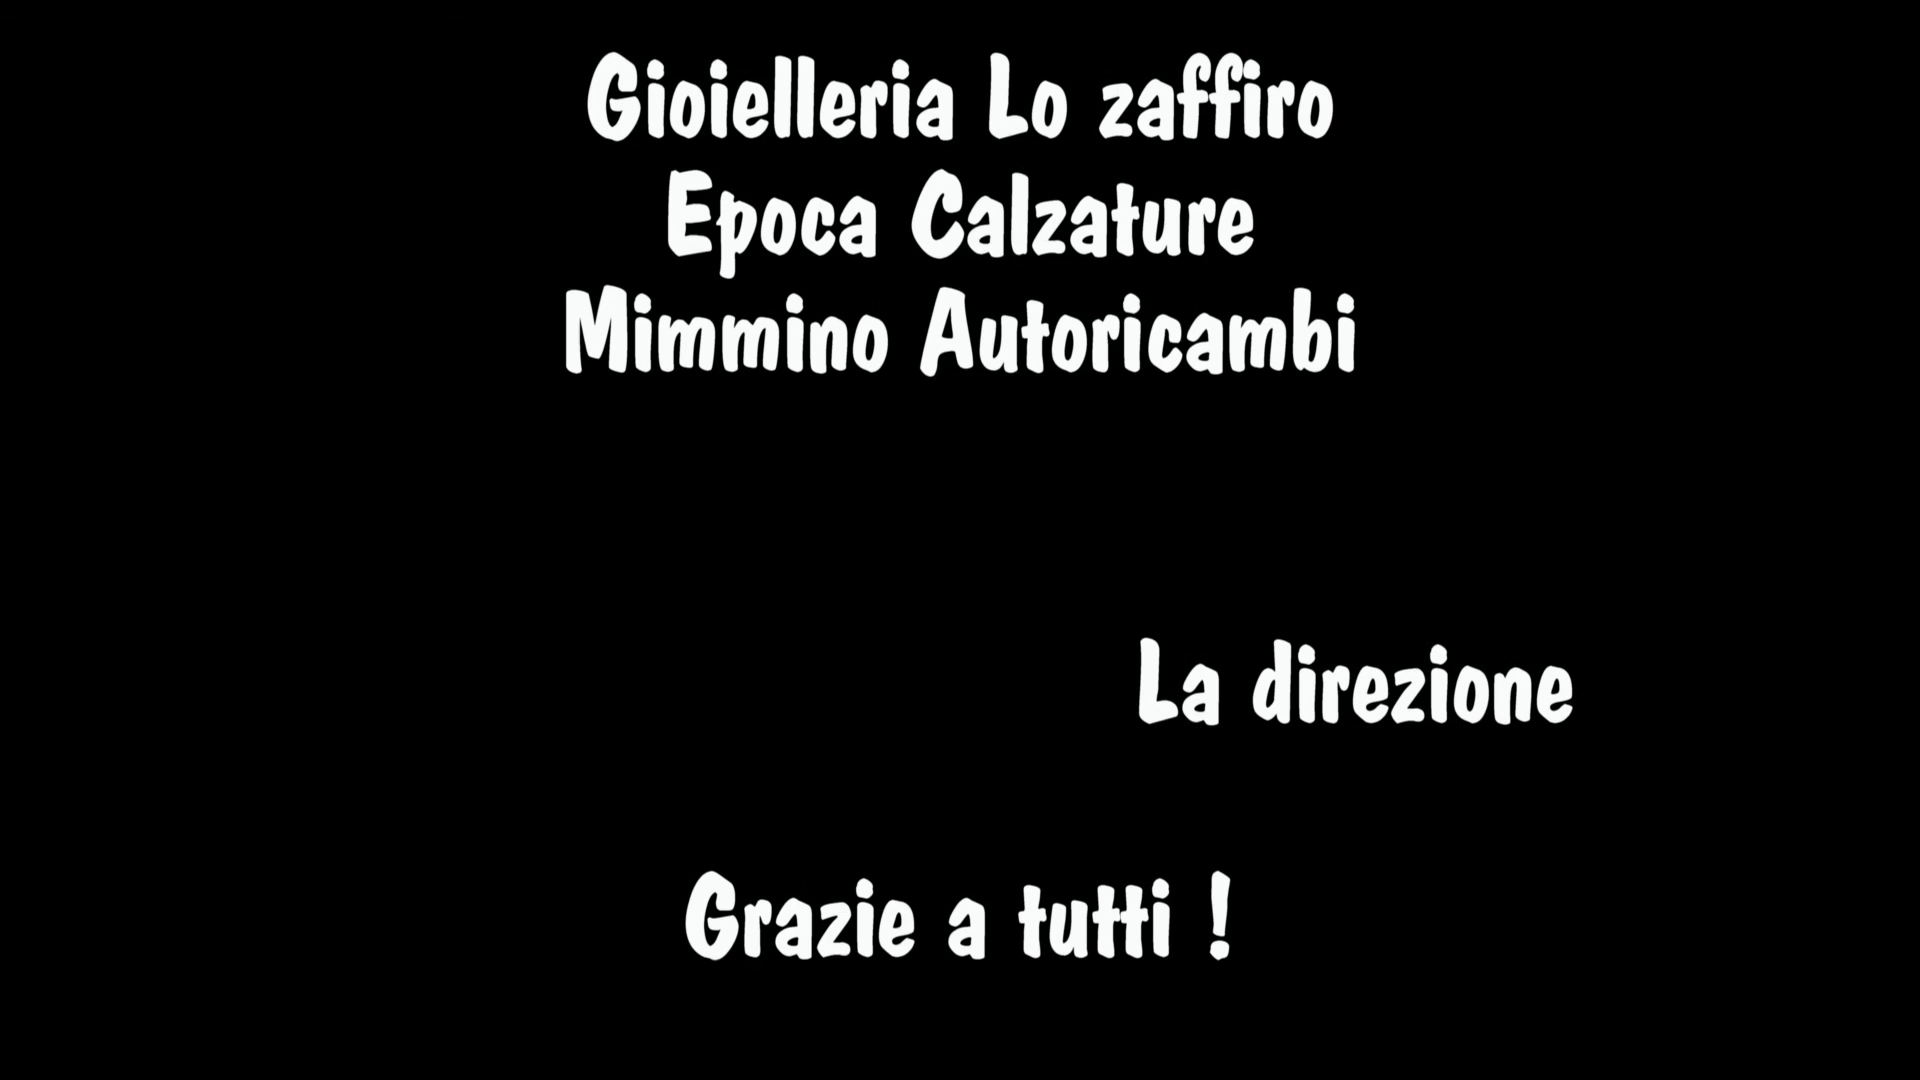 Gioielleria Lo zaffiro
Epoca Calzature
Mimmino Autoricambi
La direzione
Grazie a tutti !